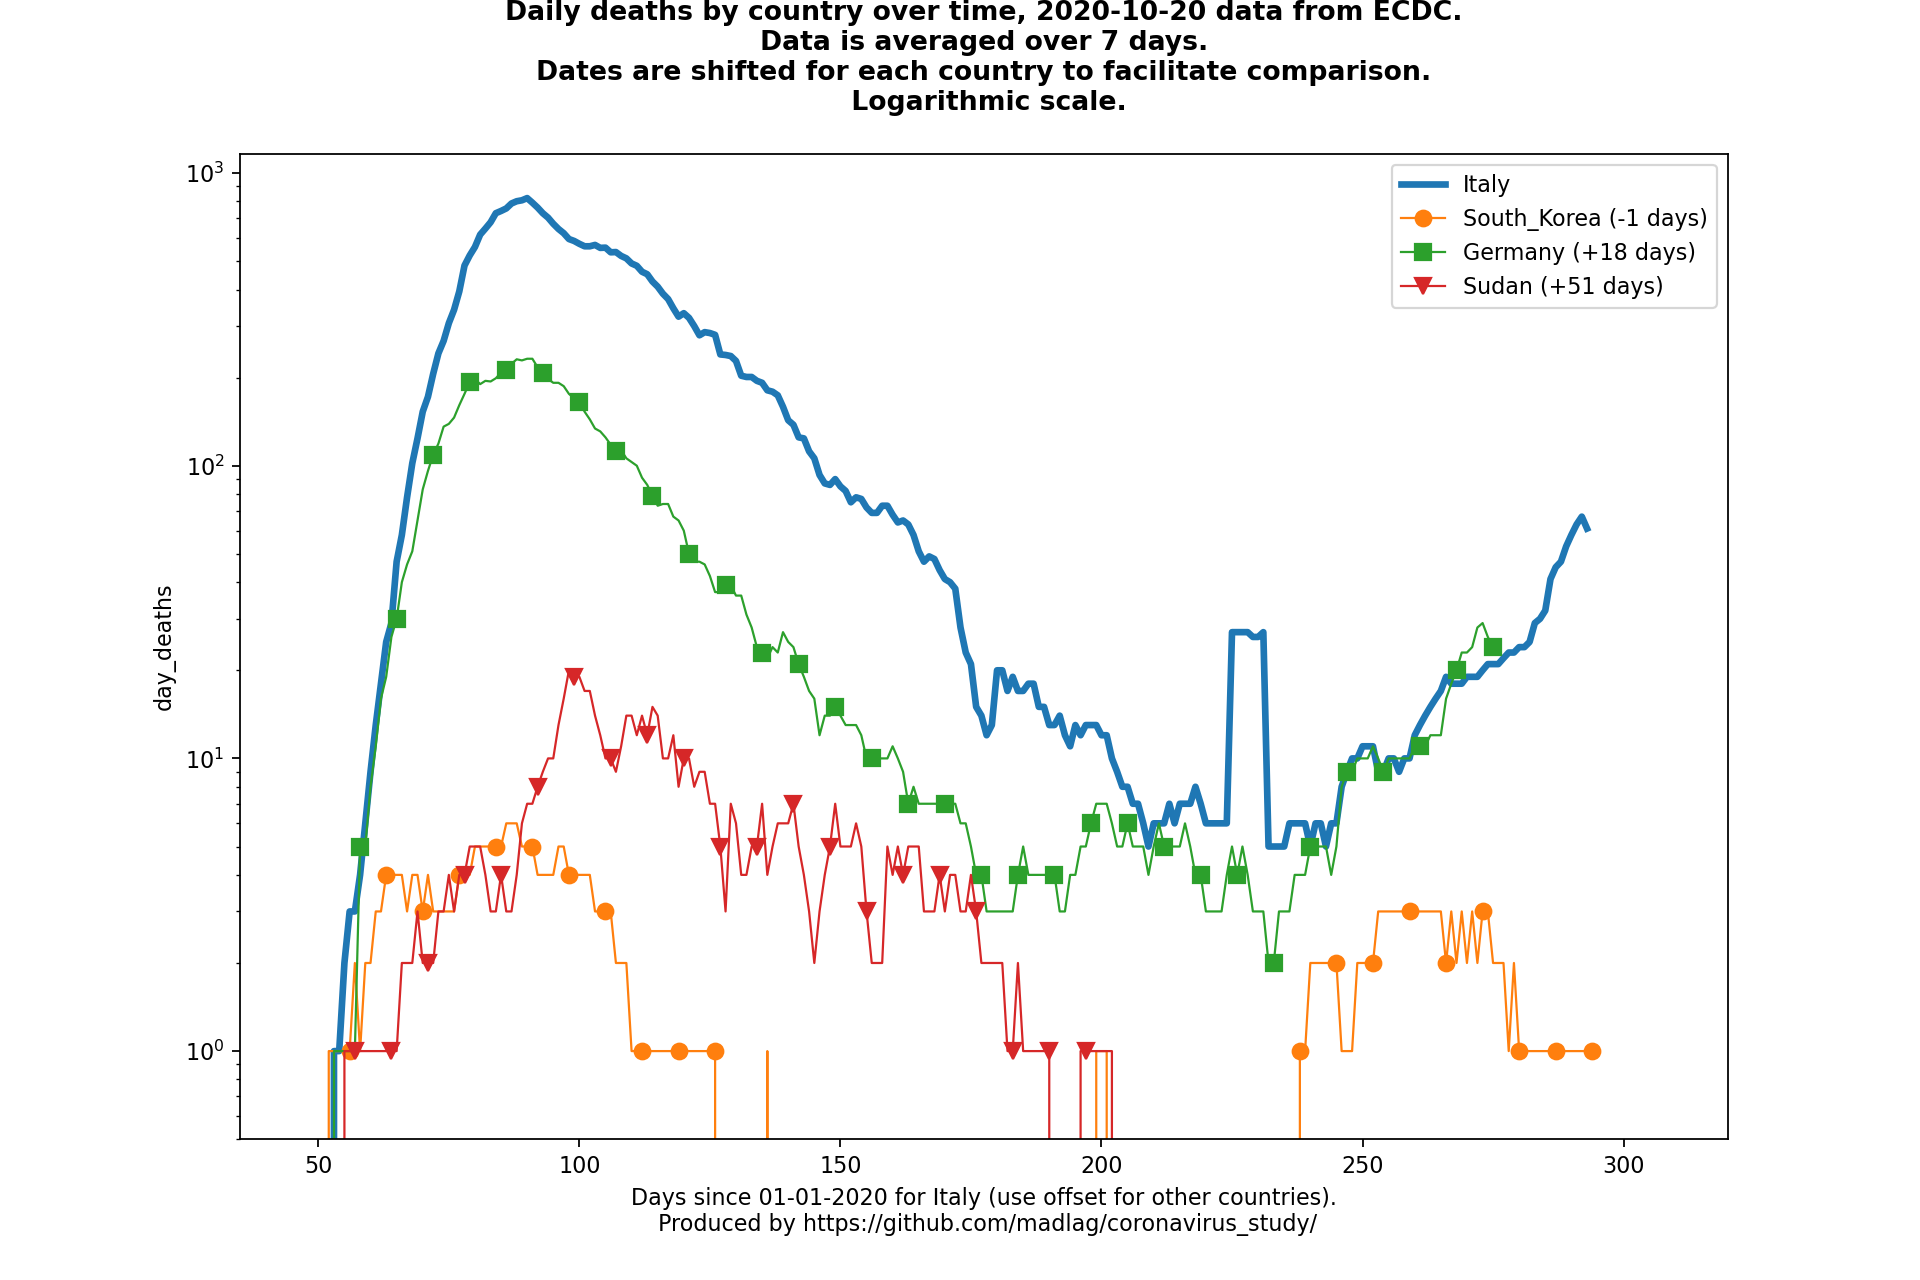 Daily deaths by country over time, 2020-10-20 data from ECDC.
Data is averaged over 7 days.
Dates are shifted for each country to facilitate comparison.
Logarithmic scale.
10³
10²
10¹
10⁰
day_deaths
Italy
South_Korea (-1 days)
Germany (+18 days)
Sudan (+51 days)
50 100 150 200 250 300
Days since 01-01-2020 for Italy (use offset for other countries).
Produced by https://github.com/madlag/coronavirus_study/